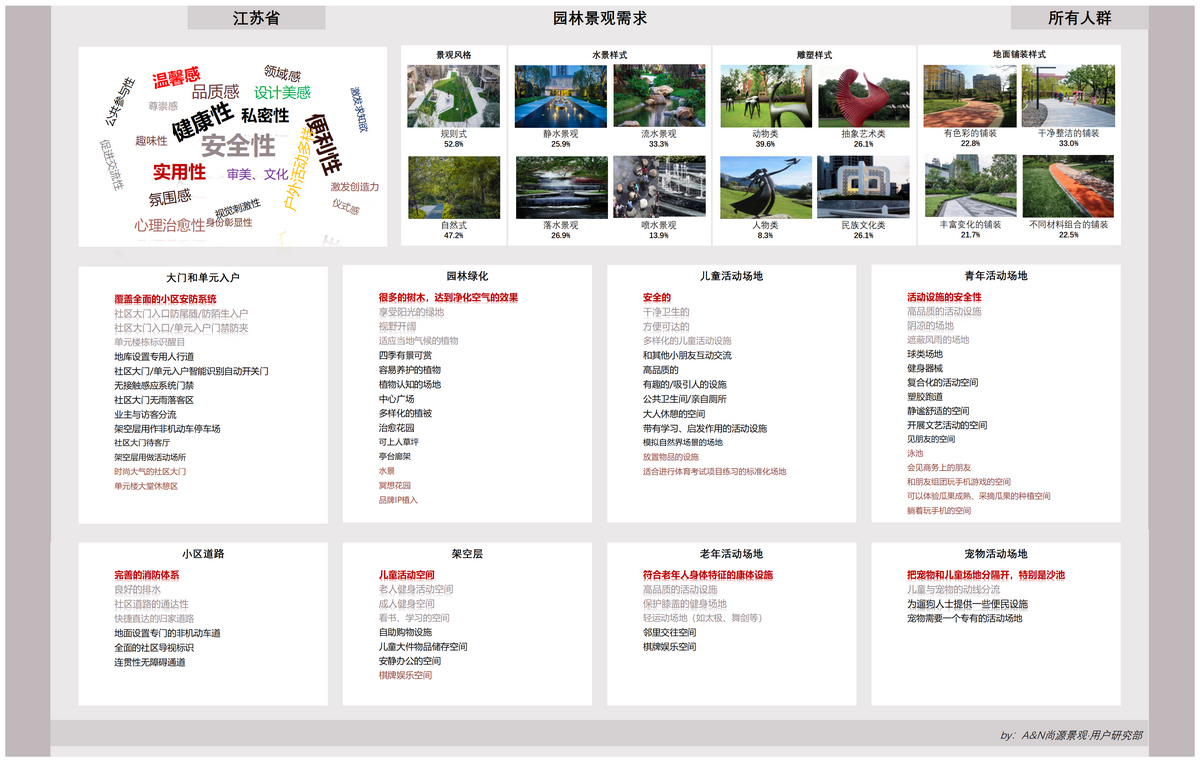 江苏省
园林景观需求
所有人群
温馨感
领域感
公共参与性
品质感
设计美感
激发求知欲
尊崇感
健康性
私密性
便利性
趣味性
安全性
户外活动多样
促进交流性
实用性
审美、文化
激发创造力
氛围感
视觉刺激性
仪式感
心理治愈性
身份彰显性
景观风格
规则式
52.8%
自然式
47.2%
水景样式
静水景观
25.9%
流水景观
33.3%
落水景观
26.9%
喷水景观
13.9%
雕塑样式
动物类
39.6%
抽象艺术类
26.1%
人物类
8.3%
民族文化类
26.1%
地面铺装样式
有色彩的铺装
22.8%
干净整洁的铺装
33.0%
丰富变化的铺装
21.7%
不同材料组合的铺装
22.5%
大门和单元入户
覆盖全面的小区安防系统
社区大门入口防尾随/防陌生入户
社区大门入口/单元入户门禁防夹
单元楼栋标识醒目
地库设置专用人行道
社区大门/单元入户智能识别自动开关门
无接触感应系统门禁
社区大门无雨落客区
业主与访客分流
架空层用作非机动车停车场
社区大门待客厅
架空层用做活动场所
时尚大气的社区大门
单元楼大堂休憩区
园林绿化
很多的树木，达到净化空气的效果
享受阳光的绿地
视野开阔
适应当地气候的植物
四季有景可赏
容易养护的植物
植物认知的场地
中心广场
多样化的植被
治愈花园
可上人草坪
亭台廊架
水景
冥想花园
品牌IP植入
儿童活动场地
安全的
干净卫生的
方便可达的
多样化的儿童活动设施
和其他小朋友互动交流
高品质的
有趣的/吸引人的设施
公共卫生间/亲自厕所
大人休憩的空间
带有学习、启发作用的活动设施
模拟自然界场景的场地
放置物品的设施
适合进行体育考试项目练习的标准化场地
青年活动场地
活动设施的安全性
高品质的活动设施
阴凉的场地
遮蔽风雨的场地
球类场地
健身器械
复合化的活动空间
塑胶跑道
静谧舒适的空间
开展文艺活动的空间
见朋友的空间
泳池
会见商务上的朋友
和朋友组团玩手机游戏的空间
可以体验瓜果成熟、采摘瓜果的种植空间
躺着玩手机的空间
小区道路
完善的消防体系
良好的排水
社区道路的通达性
快捷直达的归家道路
地面设置专门的非机动车道
全面的社区导视标识
连贯性无障碍通道
架空层
儿童活动空间
老人健身活动空间
成人健身空间
看书、学习的空间
自助购物设施
儿童大件物品储存空间
安静办公的空间
棋牌娱乐空间
老年活动场地
符合老年人身体特征的康体设施
高品质的活动设施
保护膝盖的健身场地
轻运动场地（如太极、舞剑等）
邻里交往空间
棋牌娱乐空间
宠物活动场地
把宠物和儿童场地分隔开，特别是沙池
儿童与宠物的动线分流
为遛狗人士提供一些便民设施
宠物需要一个专有的活动场地
by: A&N尚源景观·用户研究部